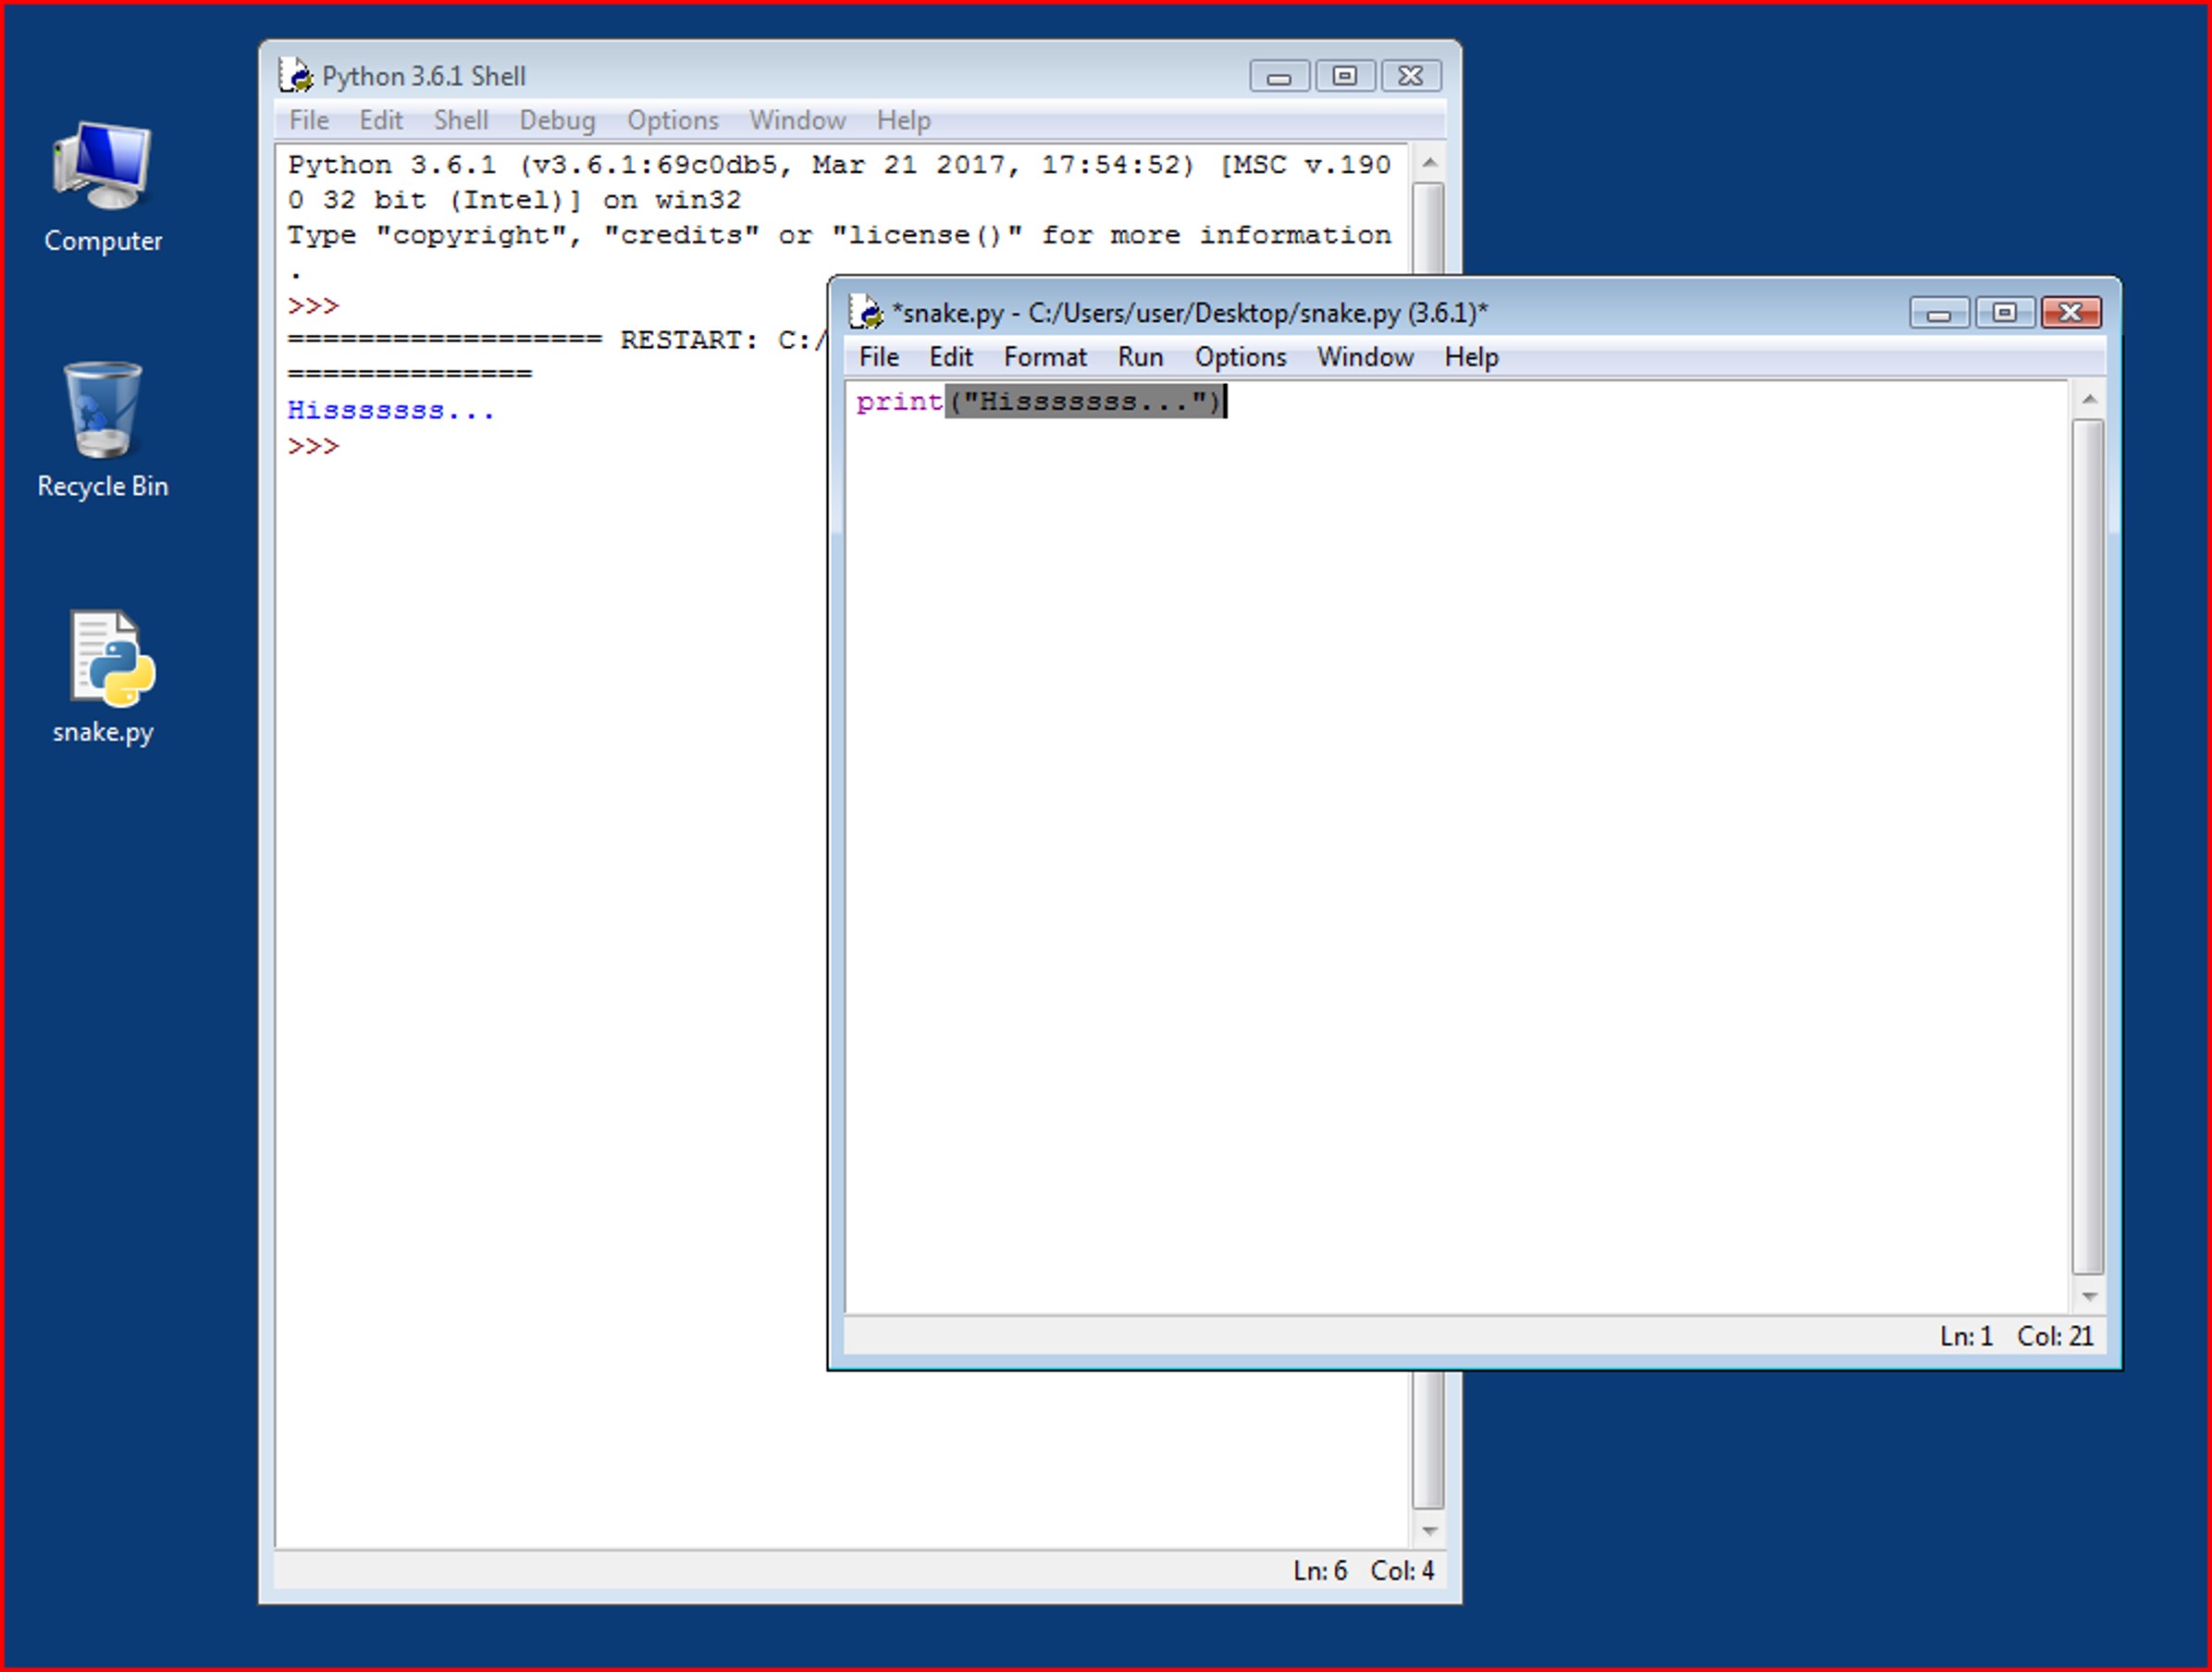 Computer
Recycle Bin
snake.py
Python 3.6.1 Shell
File Edit Shell Debug Options Window Help
Python 3.6.1 (v3.6.1:69c0db5, Mar 21 2017, 17:54:52) [MSC v.190
0 32 bit (Intel)] on win32
Type "copyright", "credits" or "license()" for more information
.
>>>
================== RESTART: C:/
==============
Hisssssss...
>>>
Ln: 6 Col: 4
*snake.py - C:/Users/user/Desktop/snake.py (3.6.1)*
File Edit Format Run Options Window Help
print("Hisssssss...")
Ln: 1 Col: 21